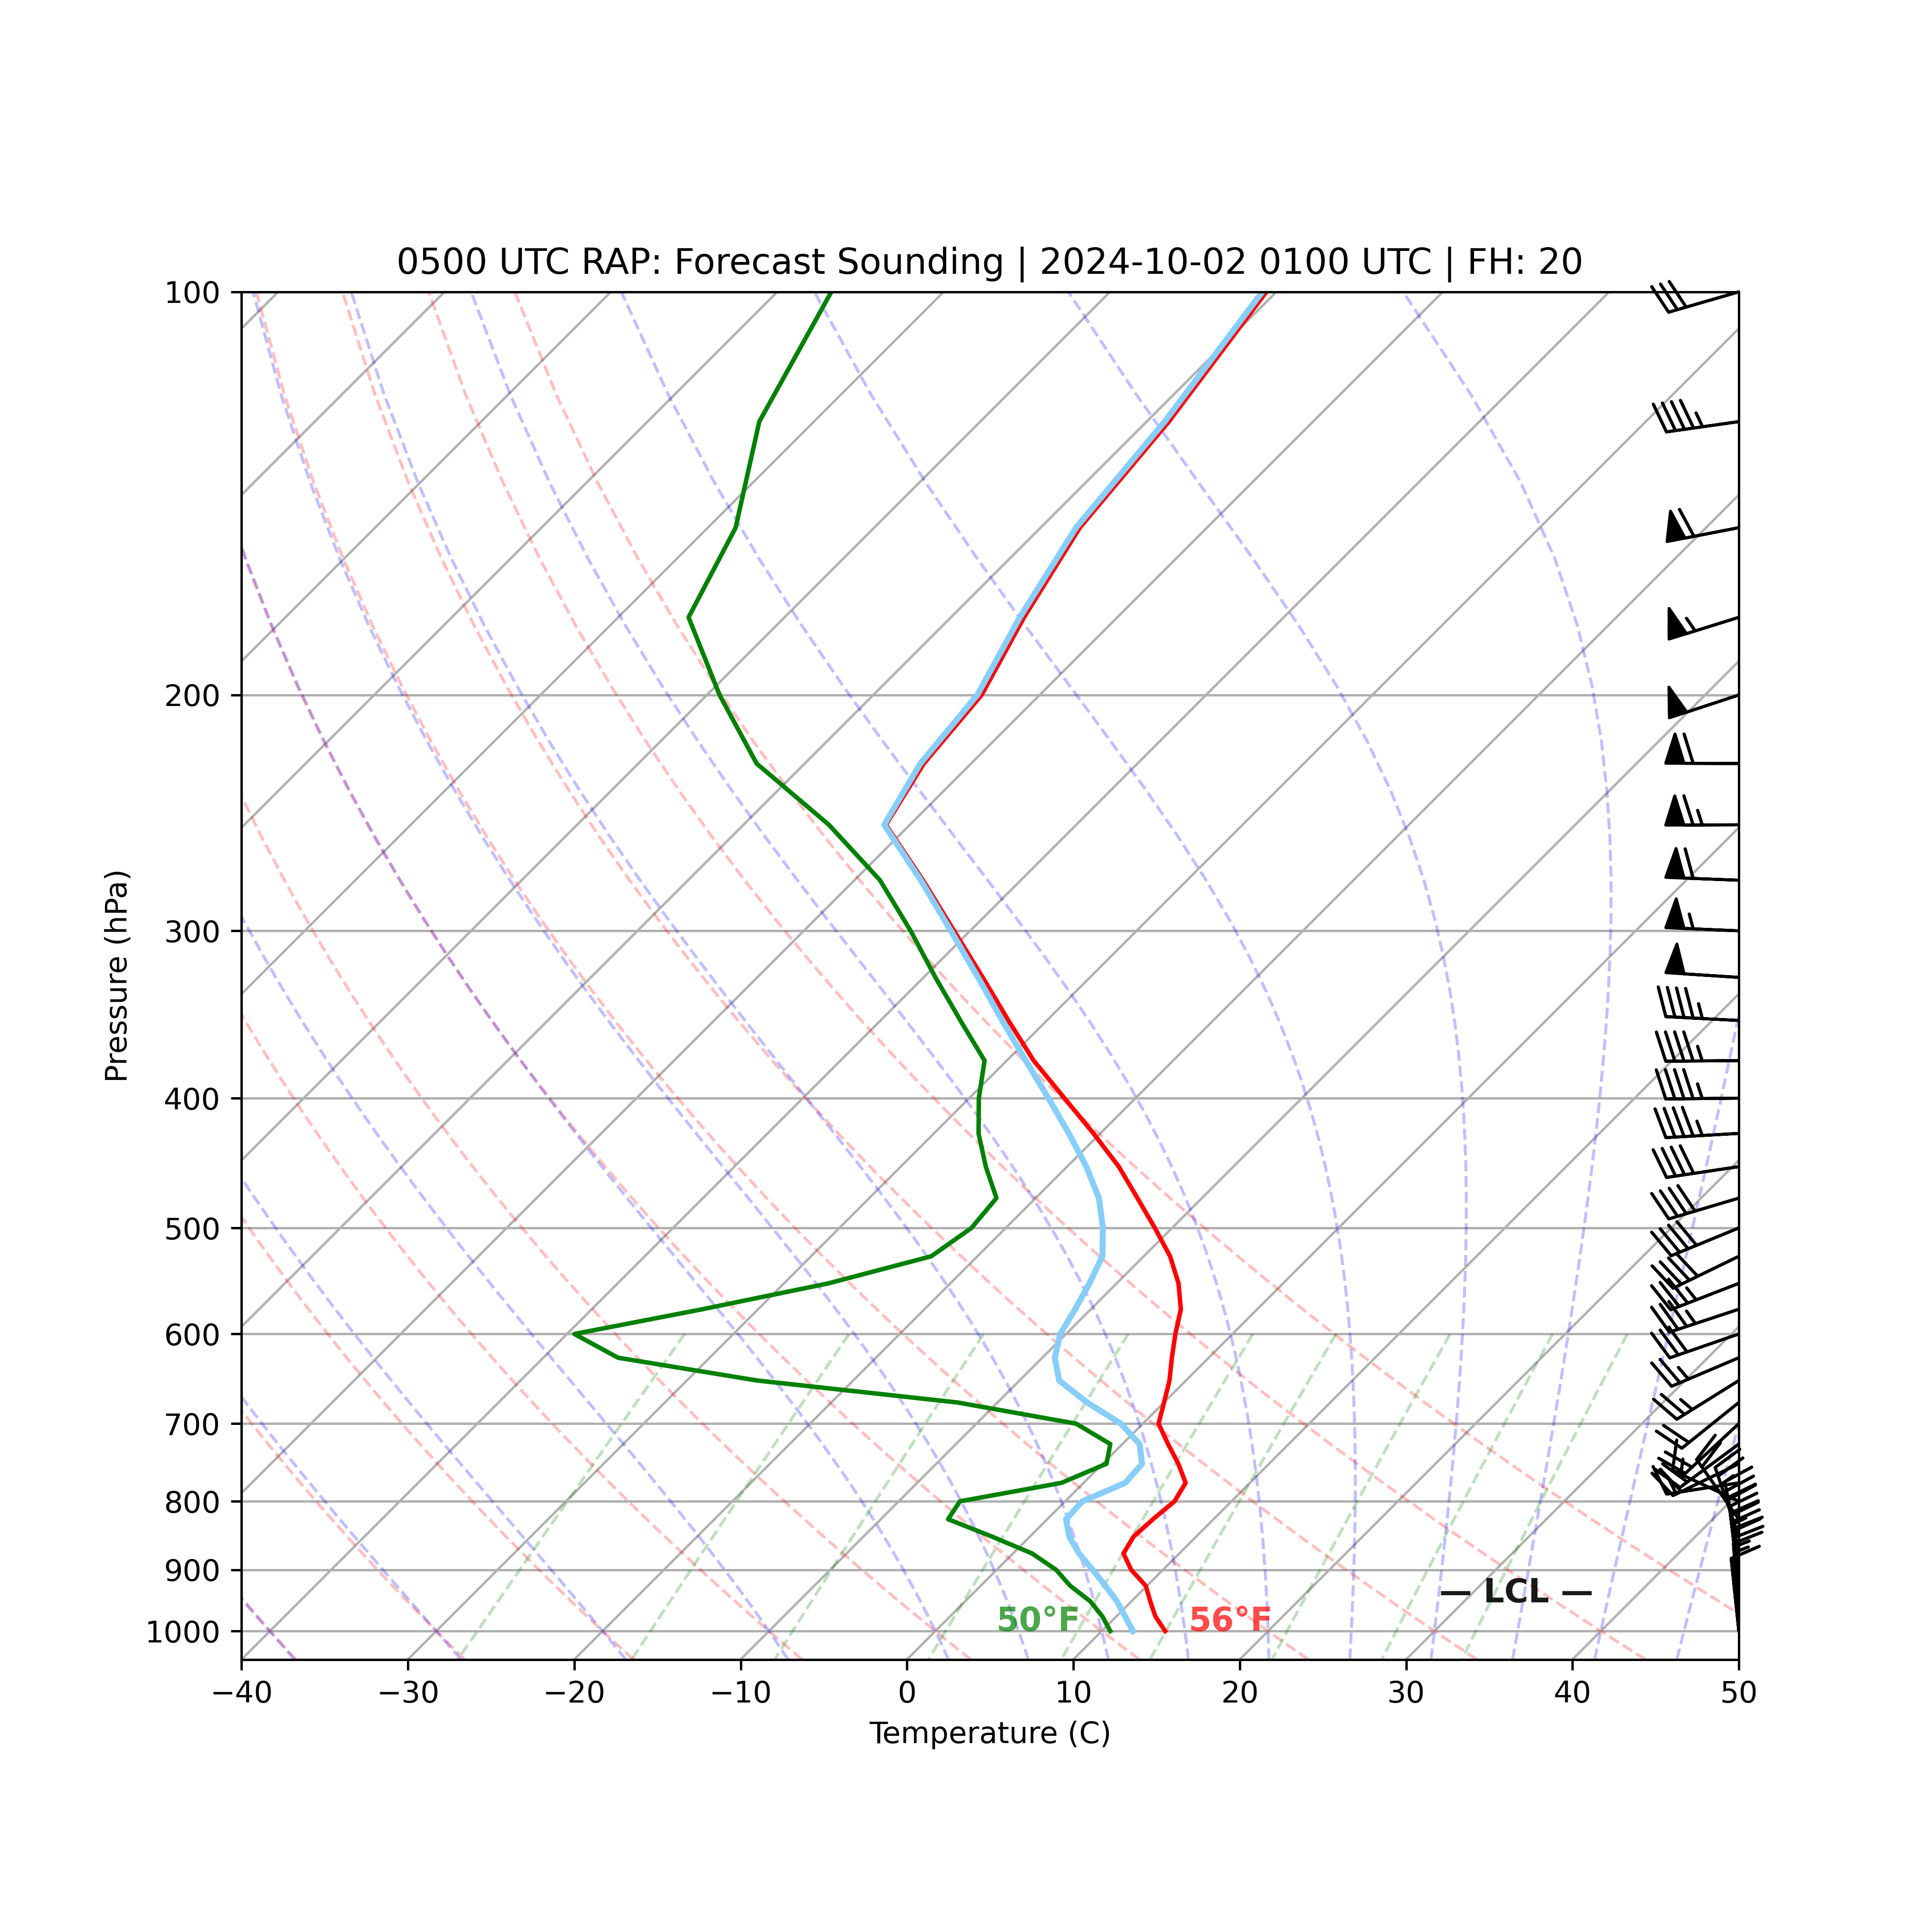 0500 UTC RAP: Forecast Sounding | 2024-10-02 0100 UTC | FH: 20
100
200
300
400
500
600
700
800
900
1000
Pressure (hPa)
— LCL —
50°F 56°F
−40 −30 −20 −10 0 10 20 30 40 50
Temperature (C)